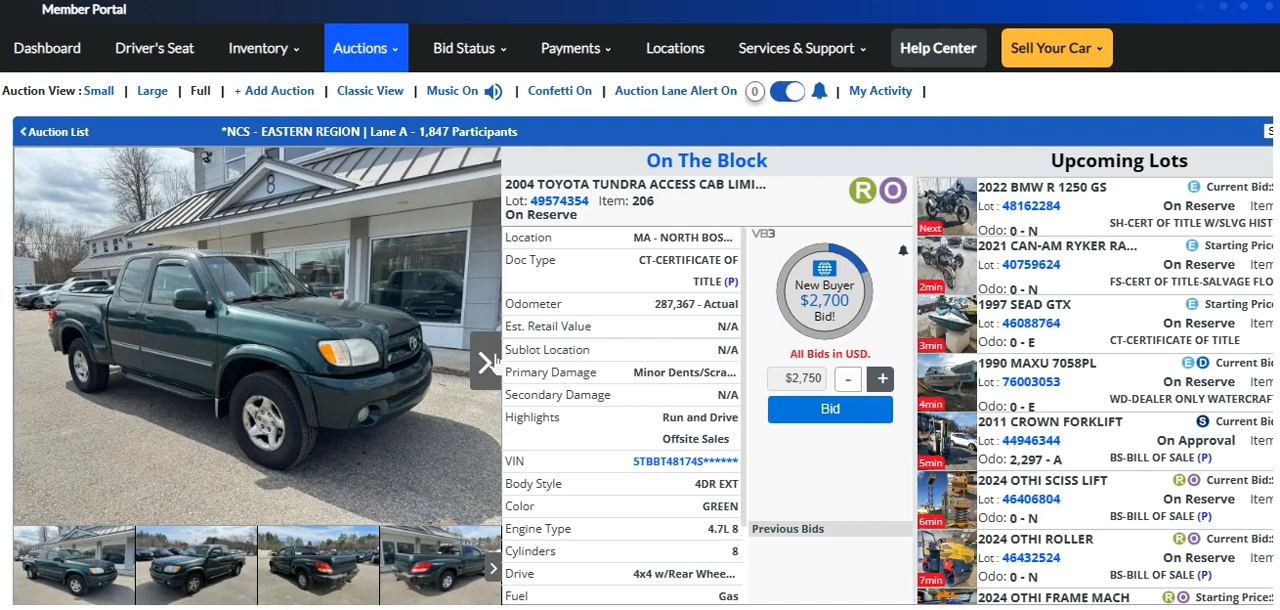 Member Portal
Dashboard Driver's Seat Inventory Auctions Bid Status Payments Locations Services & Support Help Center Sell Your Car
Auction View : Small | Large | Full | + Add Auction | Classic View | Music On | Confetti On | Auction Lane Alert On 0 | My Activity |
Auction List *NCS - EASTERN REGION | Lane A - 1,847 Participants S
8
On The Block
2004 TOYOTA TUNDRA ACCESS CAB LIMI...
Lot: 49574354 Item: 206
On Reserve
R O
Location MA - NORTH BOS...
Doc Type CT-CERTIFICATE OF
TITLE (P)
Odometer 287,367 - Actual
Est. Retail Value N/A
Sublot Location N/A
Primary Damage Minor Dents/Scra...
Secondary Damage N/A
Highlights Run and Drive
Offsite Sales
VIN 5TBBT48174S******
Body Style 4DR EXT
Color GREEN
Engine Type 4.7L 8
Cylinders 8
Drive 4x4 w/Rear Whee...
Fuel Gas
VB3
New Buyer
$2,700
Bid!
All Bids in USD.
$2,750 - +
Bid
Previous Bids
Upcoming Lots
2022 BMW R 1250 GS E Current Bid:
Lot : 48162284 On Reserve Item
Next Odo: 0 - N SH-CERT OF TITLE W/SLVG HIST
2021 CAN-AM RYKER RA... E Starting Price
Lot : 40759624 On Reserve Item
2min Odo: 0 - N FS-CERT OF TITLE-SALVAGE FLO
1997 SEAD GTX E Starting Price
Lot : 46088764 On Reserve Item
3min Odo: 0 - E CT-CERTIFICATE OF TITLE
1990 MAXU 7058PL E D Current Bid
Lot : 76003053 On Reserve Item
4min Odo: 0 - E WD-DEALER ONLY WATERCRAF
2011 CROWN FORKLIFT S Current Bid
Lot : 44946344 On Approval Item
5min Odo: 2,297 - A BS-BILL OF SALE (P)
2024 OTHI SCISS LIFT R O Current Bid:
Lot : 46406804 On Reserve Item
6min Odo: 0 - N BS-BILL OF SALE (P)
2024 OTHI ROLLER R O Current Bid:
Lot : 46432524 On Reserve Item
7min Odo: 0 - N BS-BILL OF SALE (P)
2024 OTHI FRAME MACH R O Starting Price: